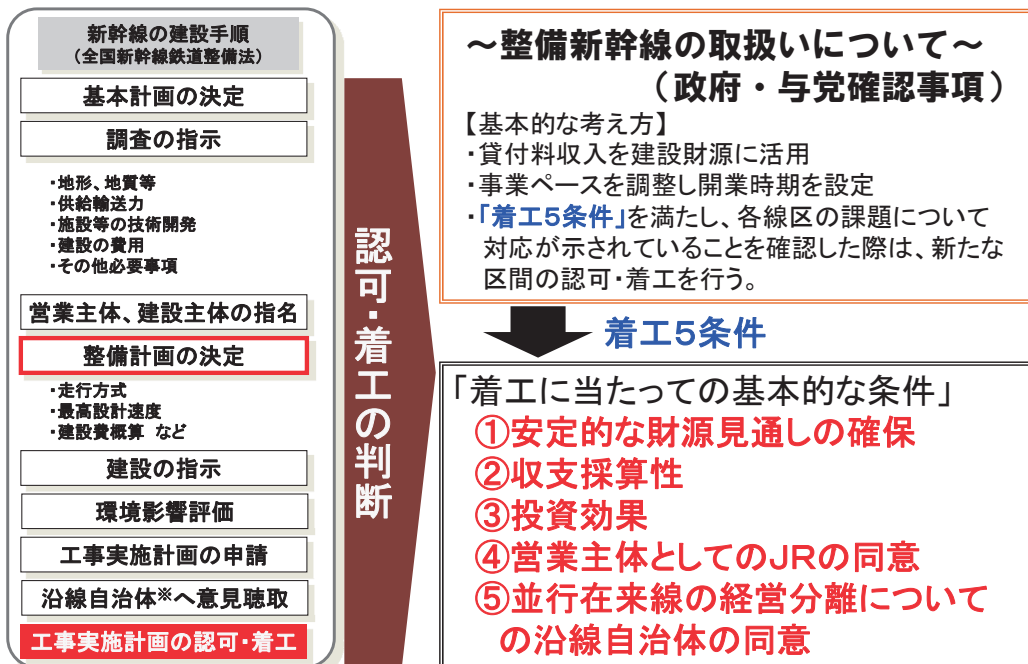 新幹線の建設手順
(全国新幹線鉄道整備法)
基本計画の決定
調査の指示
・地形、地質等
・供給輸送力
・施設等の技術開発
・建設の費用
・その他必要事項
営業主体、建設主体の指名
整備計画の決定
・走行方式
・最高設計速度
・建設費概算 など
建設の指示
環境影響評価
工事実施計画の申請
沿線自治体※へ意見聴取
工事実施計画の認可・着工
認可・着工の判断
～整備新幹線の取扱いについて～
（政府・与党確認事項）
【基本的な考え方】
・貸付料収入を建設財源に活用
・事業ペースを調整し開業時期を設定
・「着工5条件」を満たし、各線区の課題について
対応が示されていることを確認した際は、新たな
区間の認可・着工を行う。
着工5条件
「着工に当たっての基本的な条件」
①安定的な財源見通しの確保
②収支採算性
③投資効果
④営業主体としてのJRの同意
⑤並行在来線の経営分離について
の沿線自治体の同意